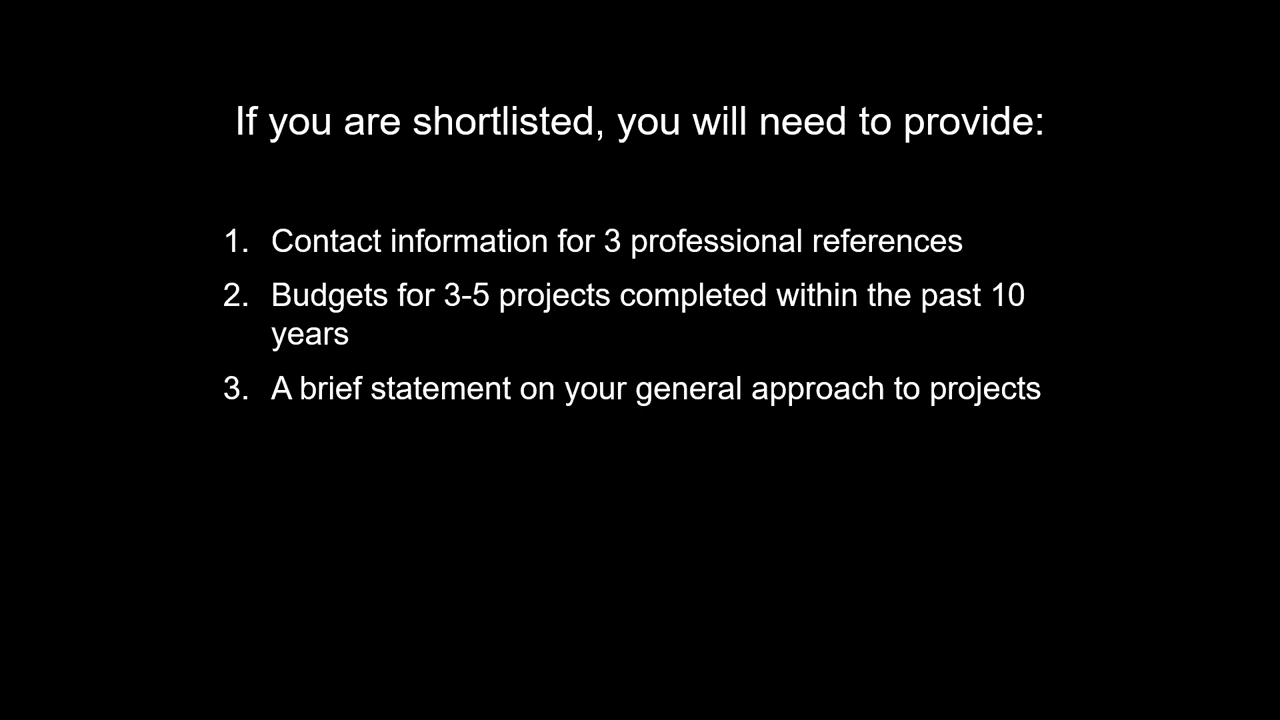 If you are shortlisted, you will need to provide:
1. Contact information for 3 professional references
2. Budgets for 3-5 projects completed within the past 10
years
3. A brief statement on your general approach to projects